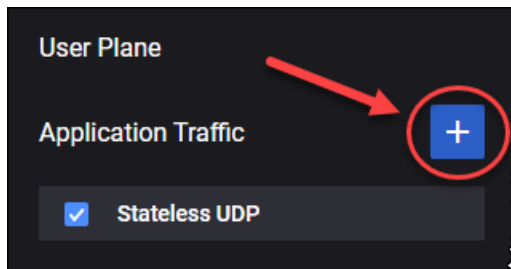 User Plane
Application Traffic
+
Stateless UDP